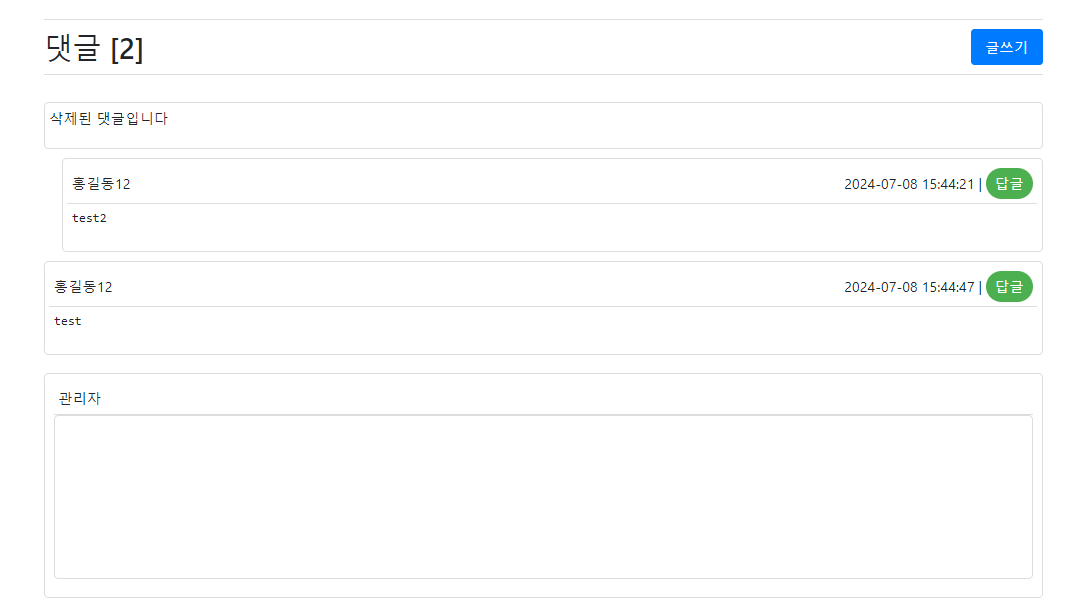 댓글 [2] 글쓰기
삭제된 댓글입니다
홍길동12 2024-07-08 15:44:21 | 답글
test2
홍길동12 2024-07-08 15:44:47 | 답글
test
관리자